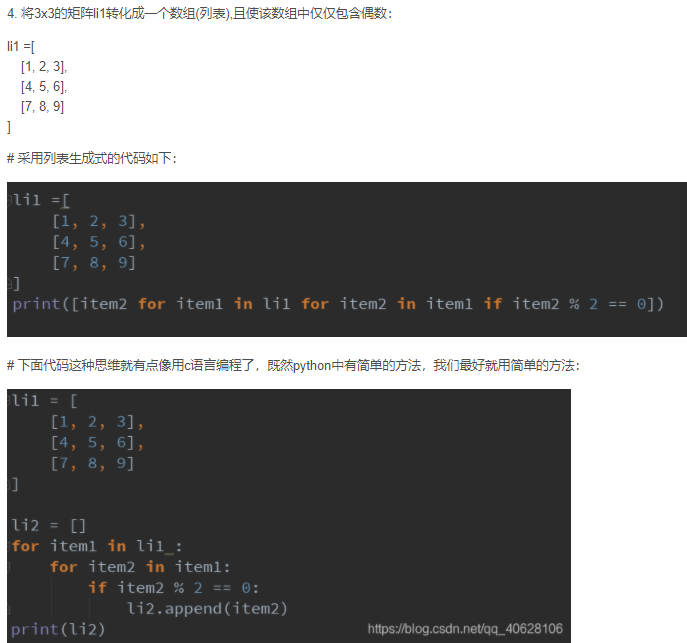 4. 将3x3的矩阵li1转化成一个数组(列表),且使该数组中仅仅包含偶数：
li1 =[
    [1, 2, 3],
    [4, 5, 6],
    [7, 8, 9]
]
# 采用列表生成式的代码如下：
li1 =[
    [1, 2, 3],
    [4, 5, 6],
    [7, 8, 9]
]
print([item2 for item1 in li1 for item2 in item1 if item2 % 2 == 0])
# 下面代码这种思维就有点像用c语言编程了，既然python中有简单的方法，我们最好就用简单的方法：
li1 = [
    [1, 2, 3],
    [4, 5, 6],
    [7, 8, 9]
]
li2 = []
for item1 in li1 :
    for item2 in item1:
        if item2 % 2 == 0:
            li2.append(item2)
print(li2)
https://blog.csdn.net/qq_40628106